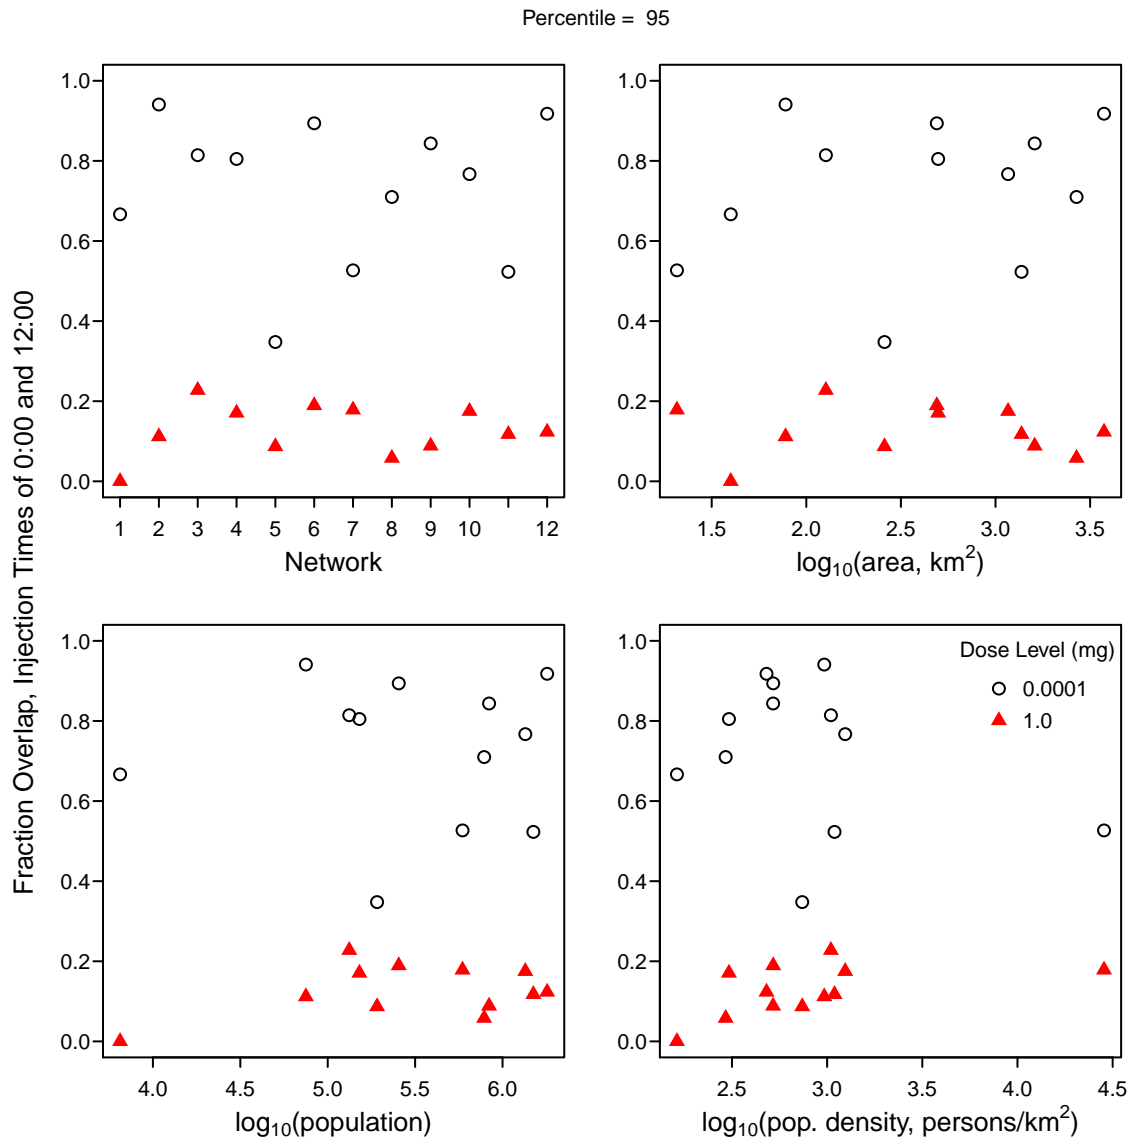 Percentile = 95
Fraction Overlap, Injection Times of 0:00 and 12:00
1.0
0.8
0.6
0.4
0.2
0.0
1 2 3 4 5 6 7 8 9 10 12
Network
1.0
0.8
0.6
0.4
0.2
0.0
1.5 2.0 2.5 3.0 3.5
log₁₀(area, km²)
1.0
0.8
0.6
0.4
0.2
0.0
4.0 4.5 5.0 5.5 6.0
log₁₀(population)
1.0
0.8
0.6
0.4
0.2
0.0
Dose Level (mg)
0.0001
1.0
2.5 3.0 3.5 4.0 4.5
log₁₀(pop. density, persons/km²)